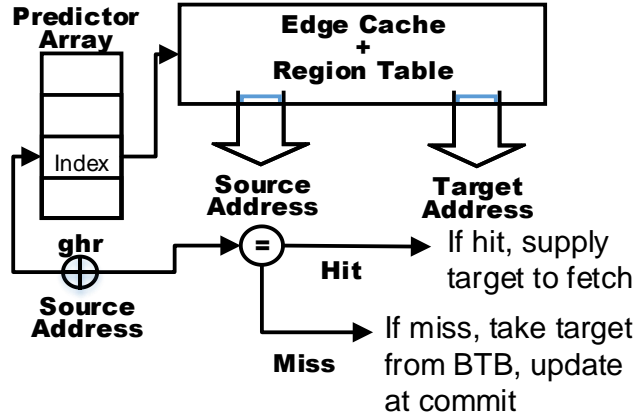 Predictor
Array
Edge Cache
+
Region Table
Index
Source
Address
Target
Address
ghr
=
Source
Address
Hit
If hit, supply
target to fetch
Miss
If miss, take target
from BTB, update
at commit